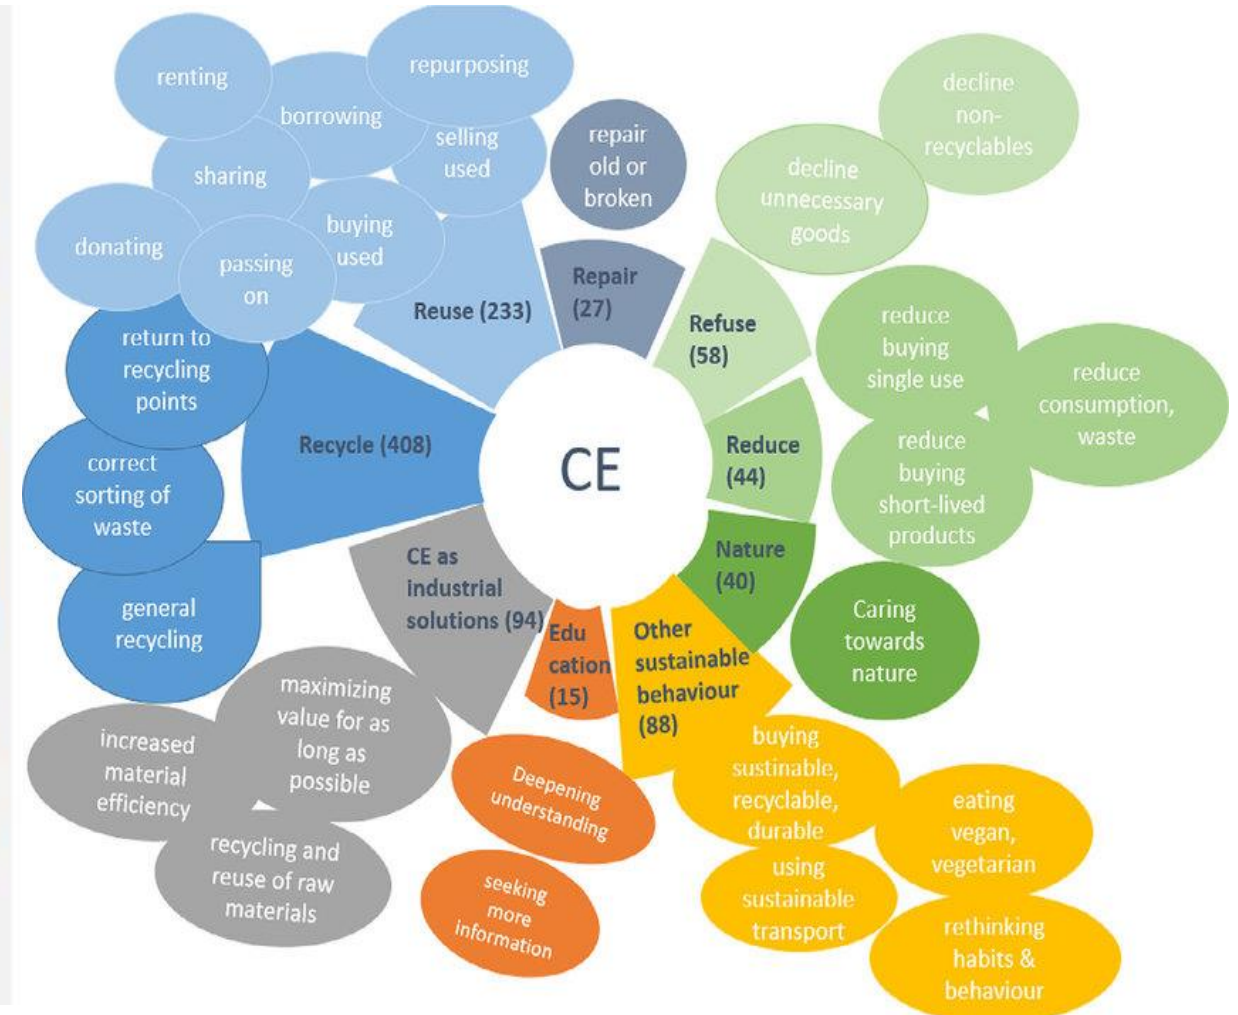 renting
borrowing
repurposing
selling
used
sharing
donating
passing
on
buying
used
Reuse (233)
repair
old or
broken
Repair
(27)
decline
non-
recyclables
decline
unnecessary
goods
Refuse
(58)
reduce
buying
single use
reduce
consumption,
waste
reduce
buying
short-lived
products
Reduce
(44)
Nature
(40)
Caring
towards
nature
CE
return to
recycling
points
correct
sorting of
waste
general
recycling
Recycle (408)
CE as
industrial
solutions (94)
maximizing
value for as
long as
possible
increased
material
efficiency
recycling and
reuse of raw
materials
Edu
cation
(15)
Deepening
understanding
seeking
more
information
Other
sustainable
behaviour
(88)
buying
sustinable,
recyclable,
durable
eating
vegan,
vegetarian
using
sustainable
transport
rethinking
habits &
behaviour